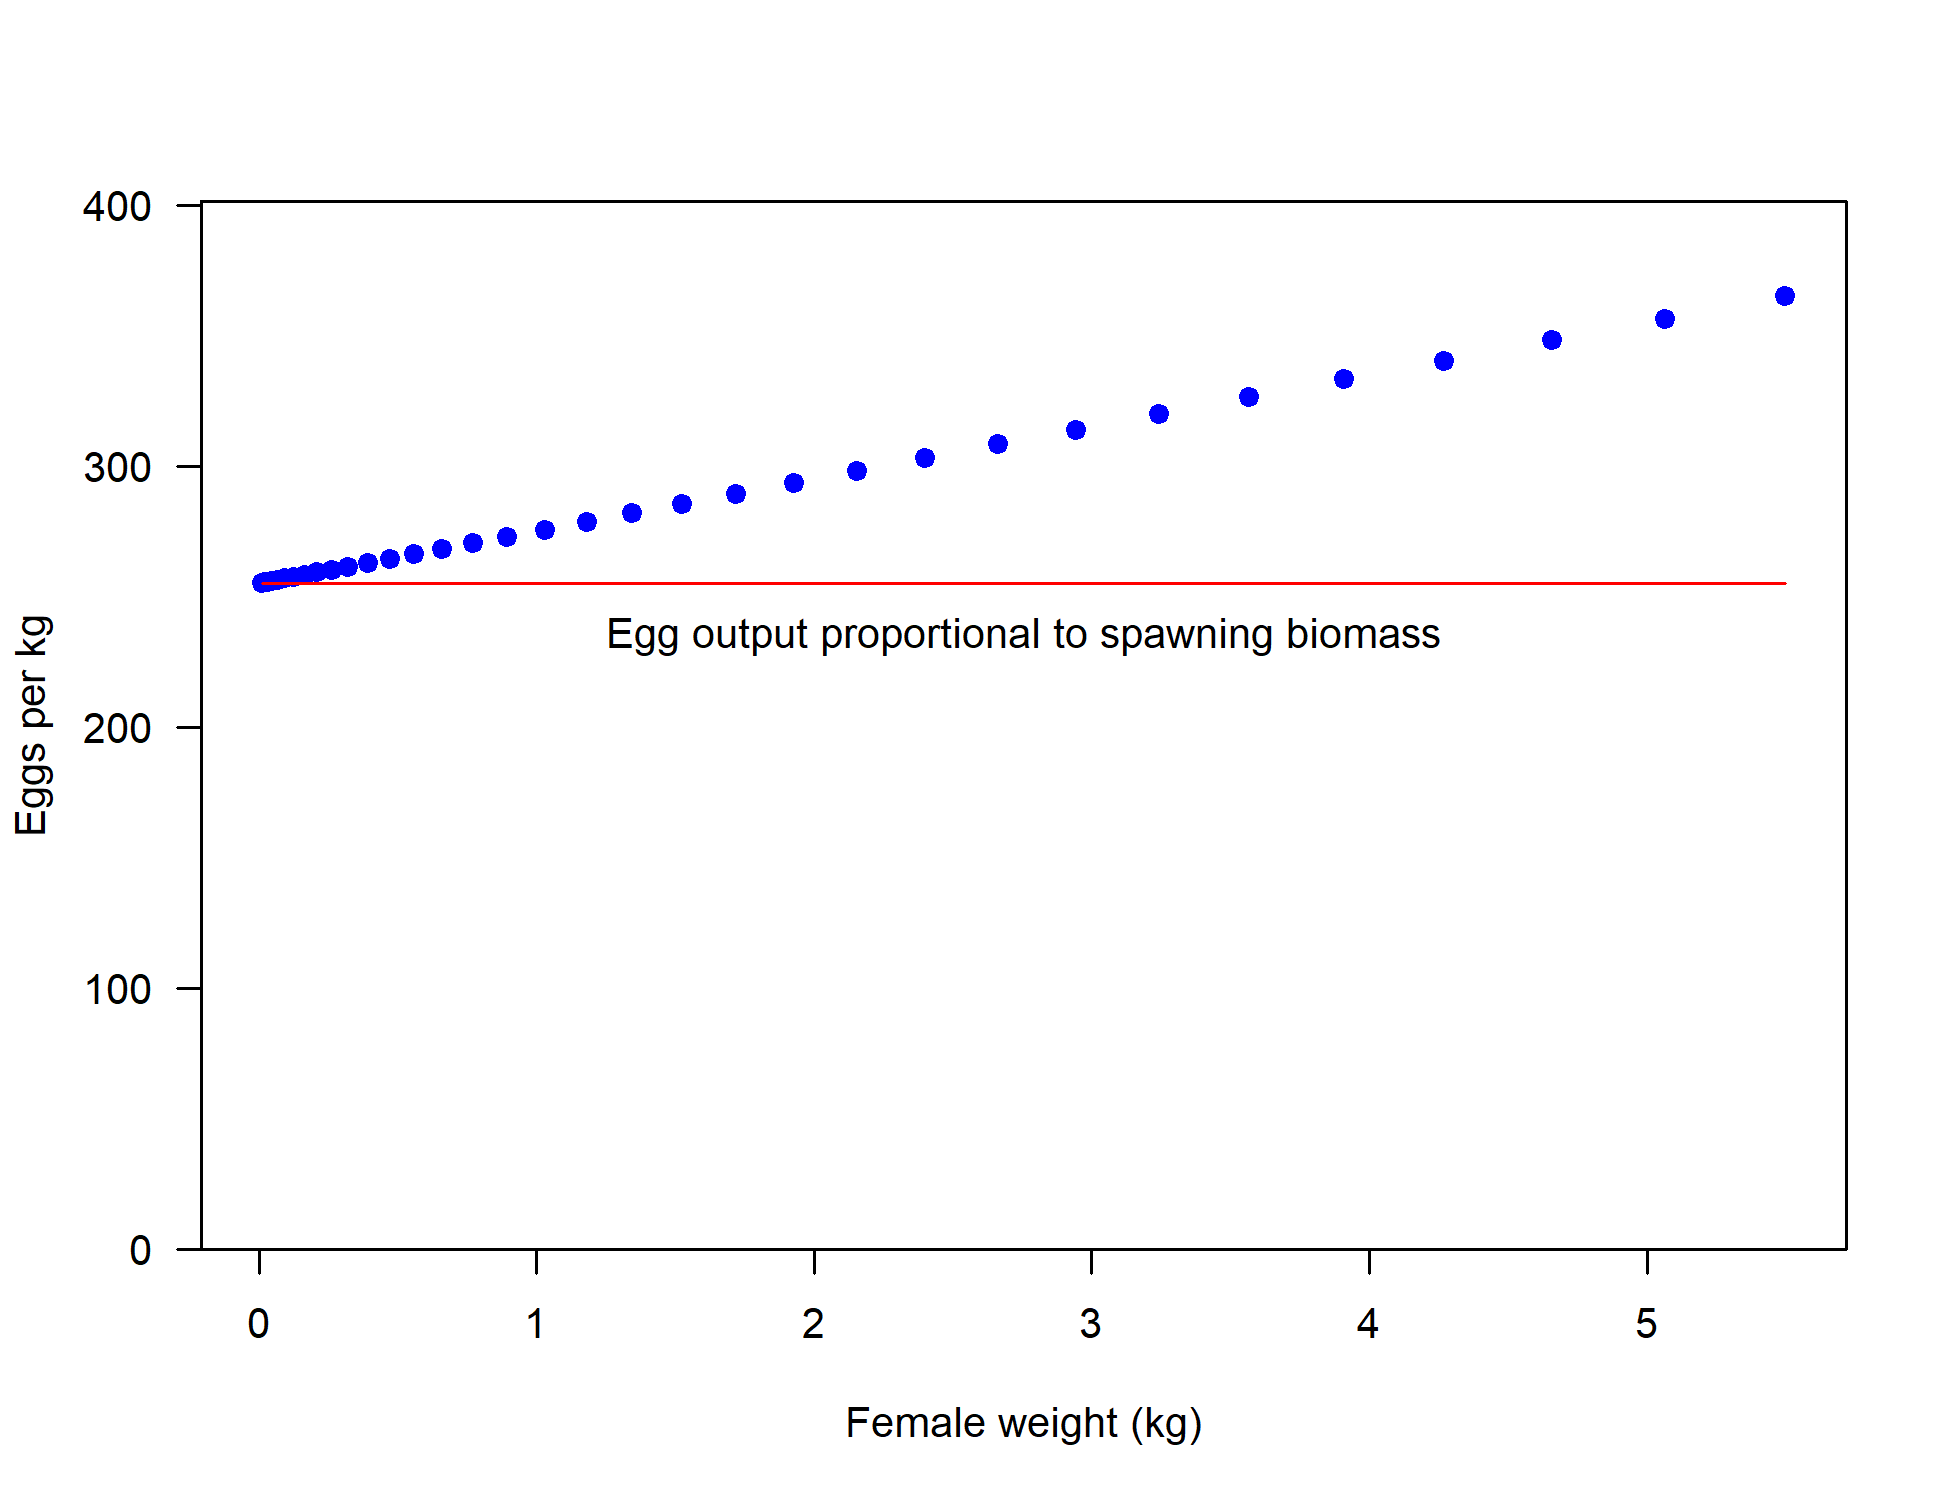 400
300
200
100
0
Eggs per kg
Egg output proportional to spawning biomass
0 1 2 3 4 5
Female weight (kg)